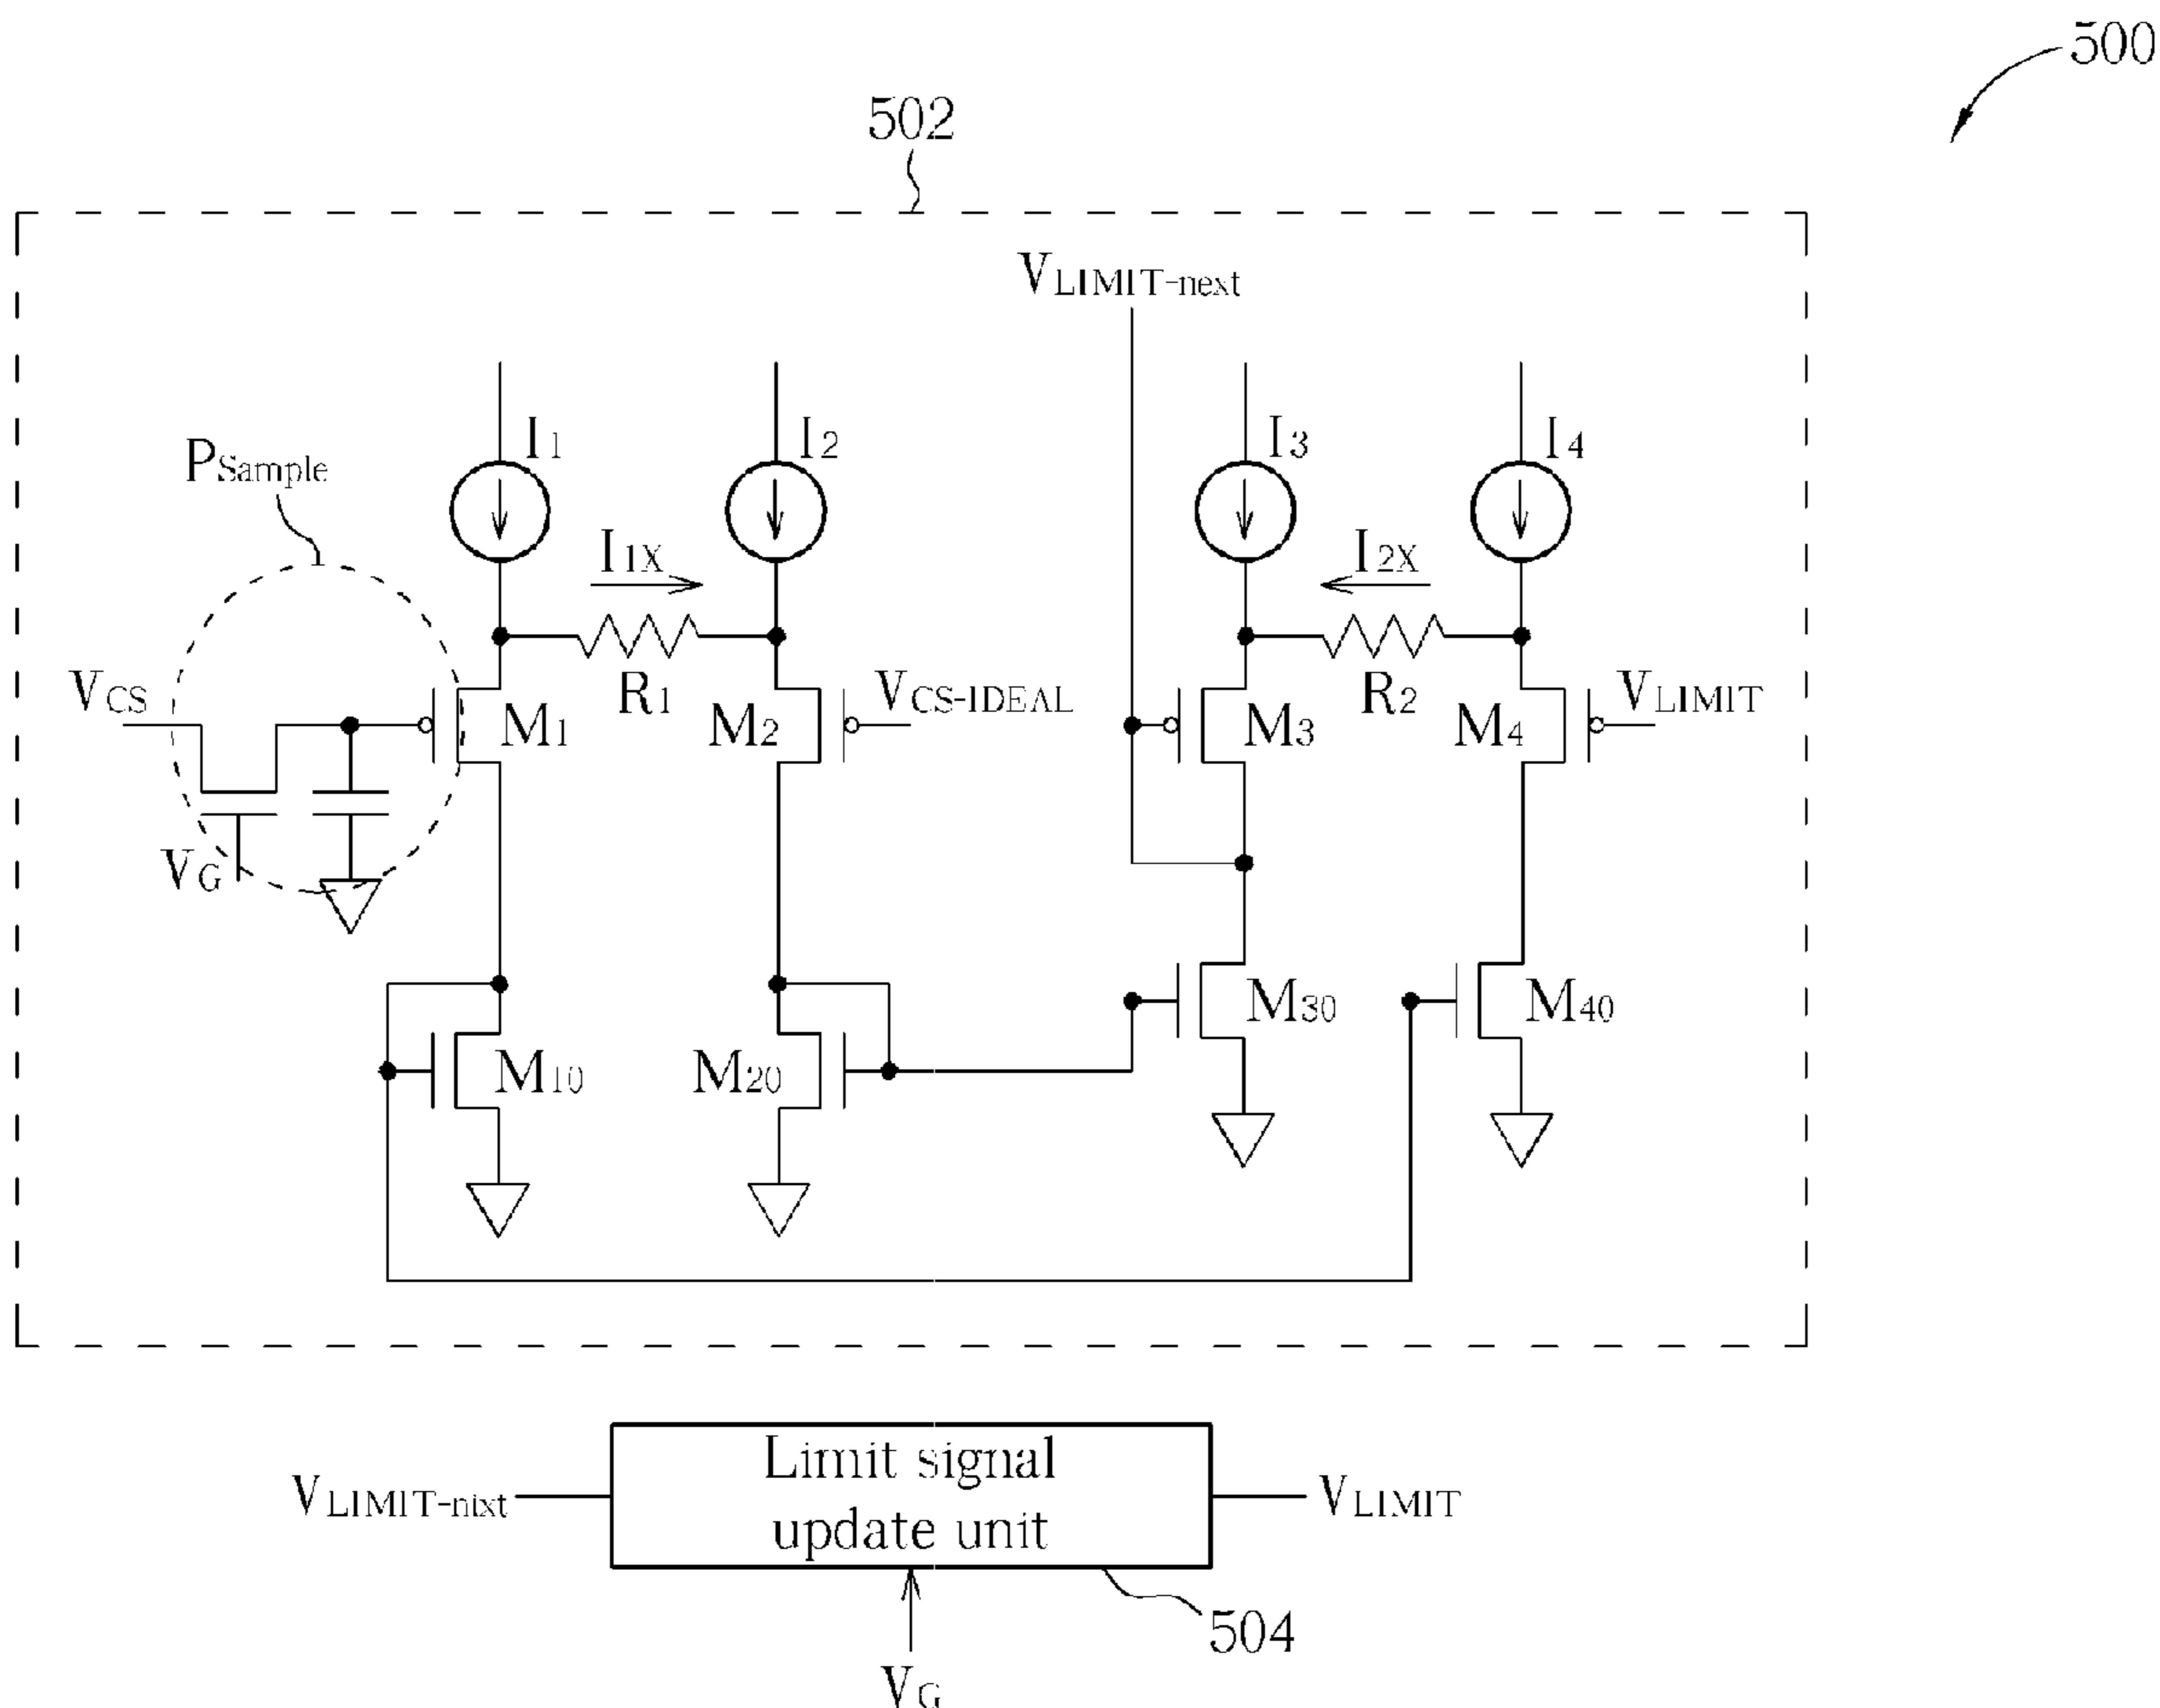 500
502
VLIMIT-next
I1
I2
I3
I4
PSample
I1X
I2X
VCS
M1
R1
M2
VCS-IDEAL
M3
R2
M4
VLIMIT
VG
M10
M20
M30
M40
VLIMIT-nixt
Limit signal
update unit
VLIMIT
504
VG